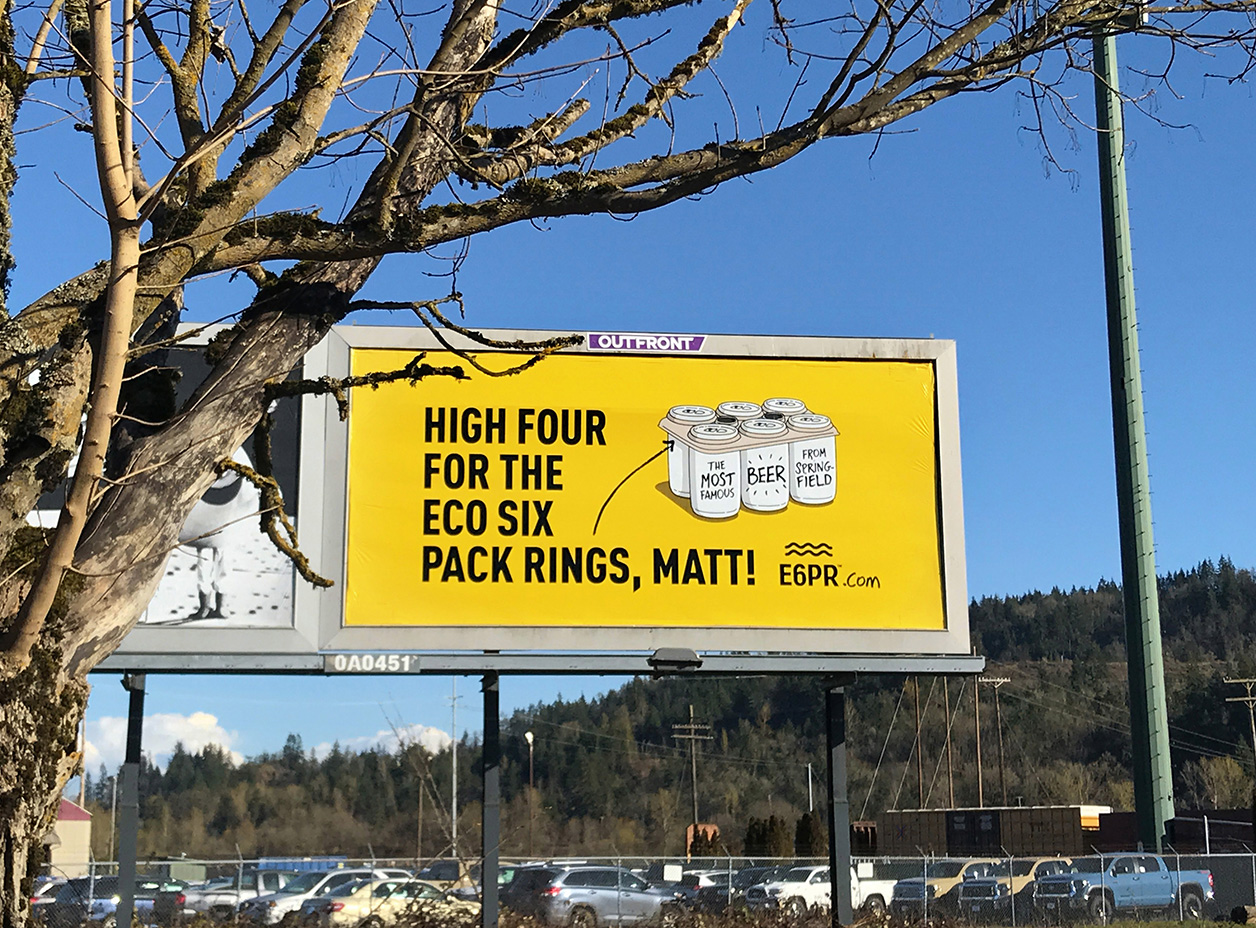 OUTFRONT
HIGH FOUR
FOR THE
ECO SIX
PACK RINGS, MATT!
THE
MOST
FAMOUS
BEER
FROM
SPRING-
FIELD
E6PR™.com
0A0451